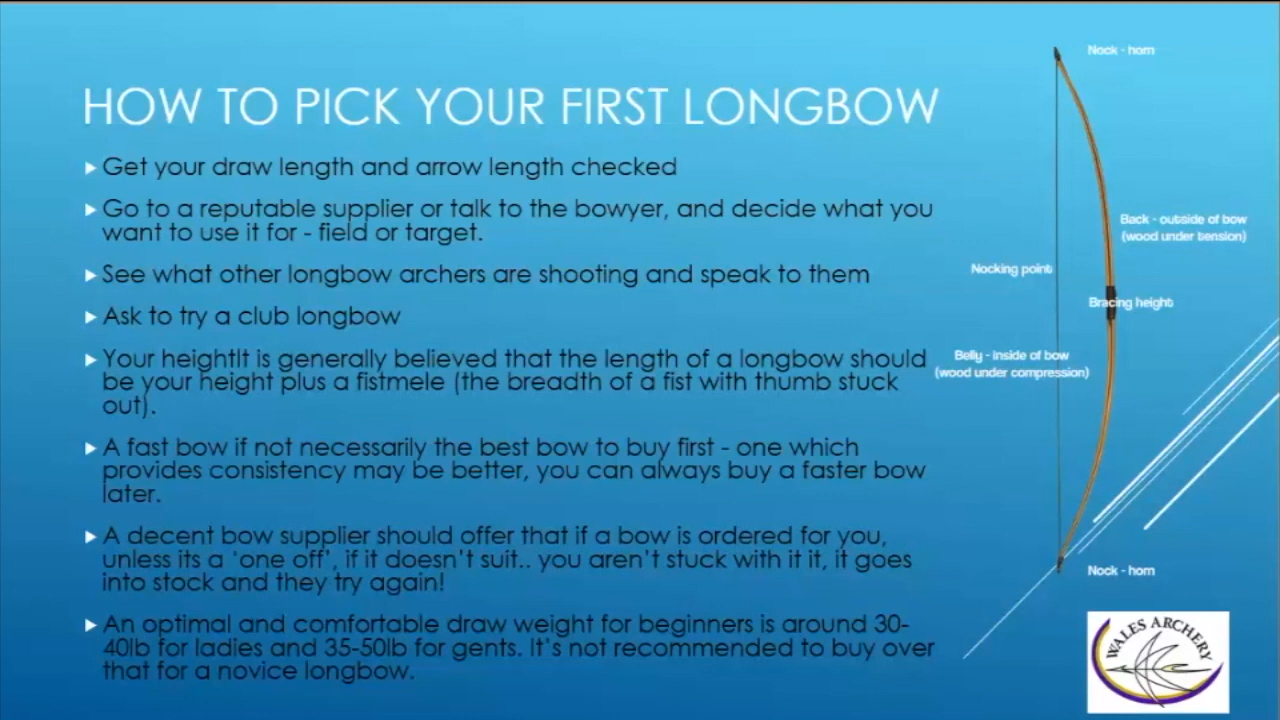 HOW TO PICK YOUR FIRST LONGBOW
Get your draw length and arrow length checked
Go to a reputable supplier or talk to the bowyer, and decide what you
want to use it for - field or target.
See what other longbow archers are shooting and speak to them
Ask to try a club longbow
Your heightIt is generally believed that the length of a longbow should
be your height plus a fistmele (the breadth of a fist with thumb stuck
out).
A fast bow if not necessarily the best bow to buy first - one which
provides consistency may be better, you can always buy a faster bow
later.
A decent bow supplier should offer that if a bow is ordered for you,
unless its a 'one off', if it doesn't suit.. you aren't stuck with it it, it goes
into stock and they try again!
An optimal and comfortable draw weight for beginners is around 30-
40lb for ladies and 35-50lb for gents. It's not recommended to buy over
that for a novice longbow.
Nock - horn
Back - outside of bow
(wood under tension)
Nocking point
Bracing height
Belly - inside of bow
(wood under compression)
Nock - horn
WALES ARCHERY